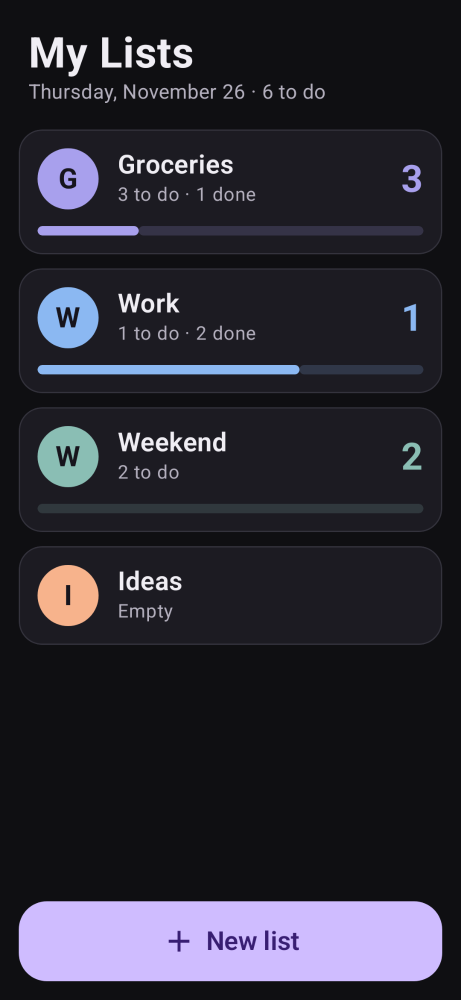 My Lists
Thursday, November 26 · 6 to do
G
Groceries
3 to do · 1 done
3
W
Work
1 to do · 2 done
1
W
Weekend
2 to do
2
I
Ideas
Empty
+ New list